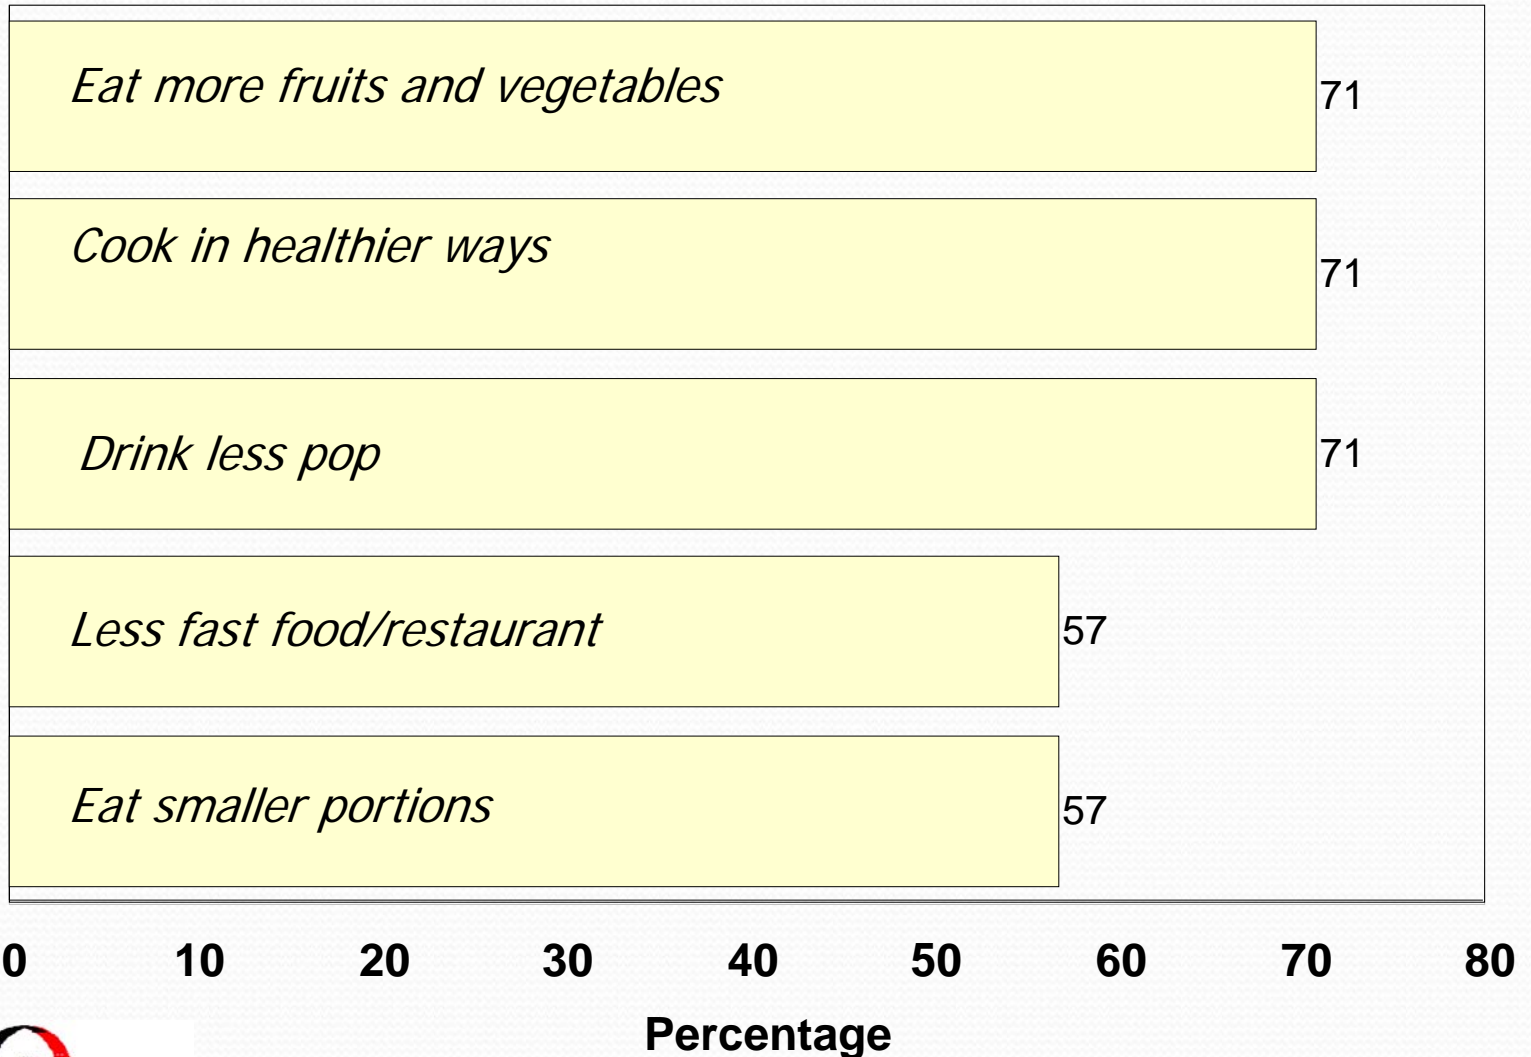 Eat more fruits and vegetables
71
Cook in healthier ways
71
Drink less pop
71
Less fast food/restaurant
57
Eat smaller portions
57
0 10 20 30 40 50 60 70 80
Percentage